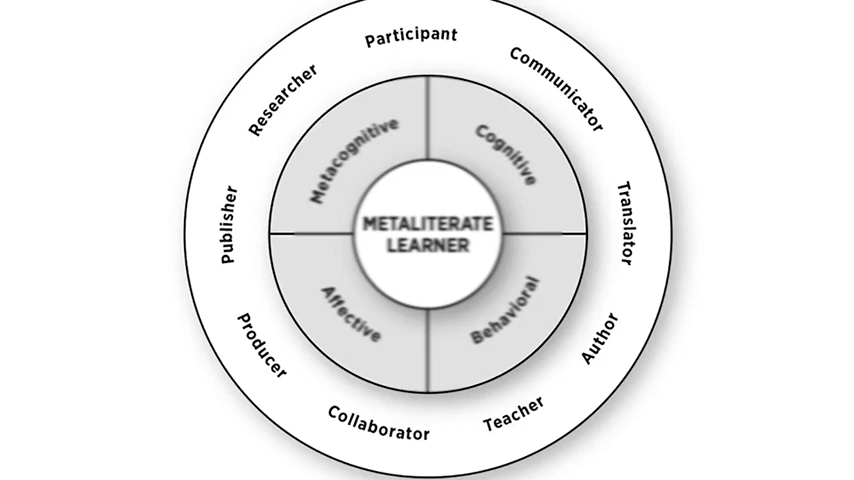 Participant
Communicator
Translator
Author
Teacher
Collaborator
Producer
Publisher
Researcher
Metacognitive
Cognitive
Behavioral
Affective
METALITERATE
LEARNER